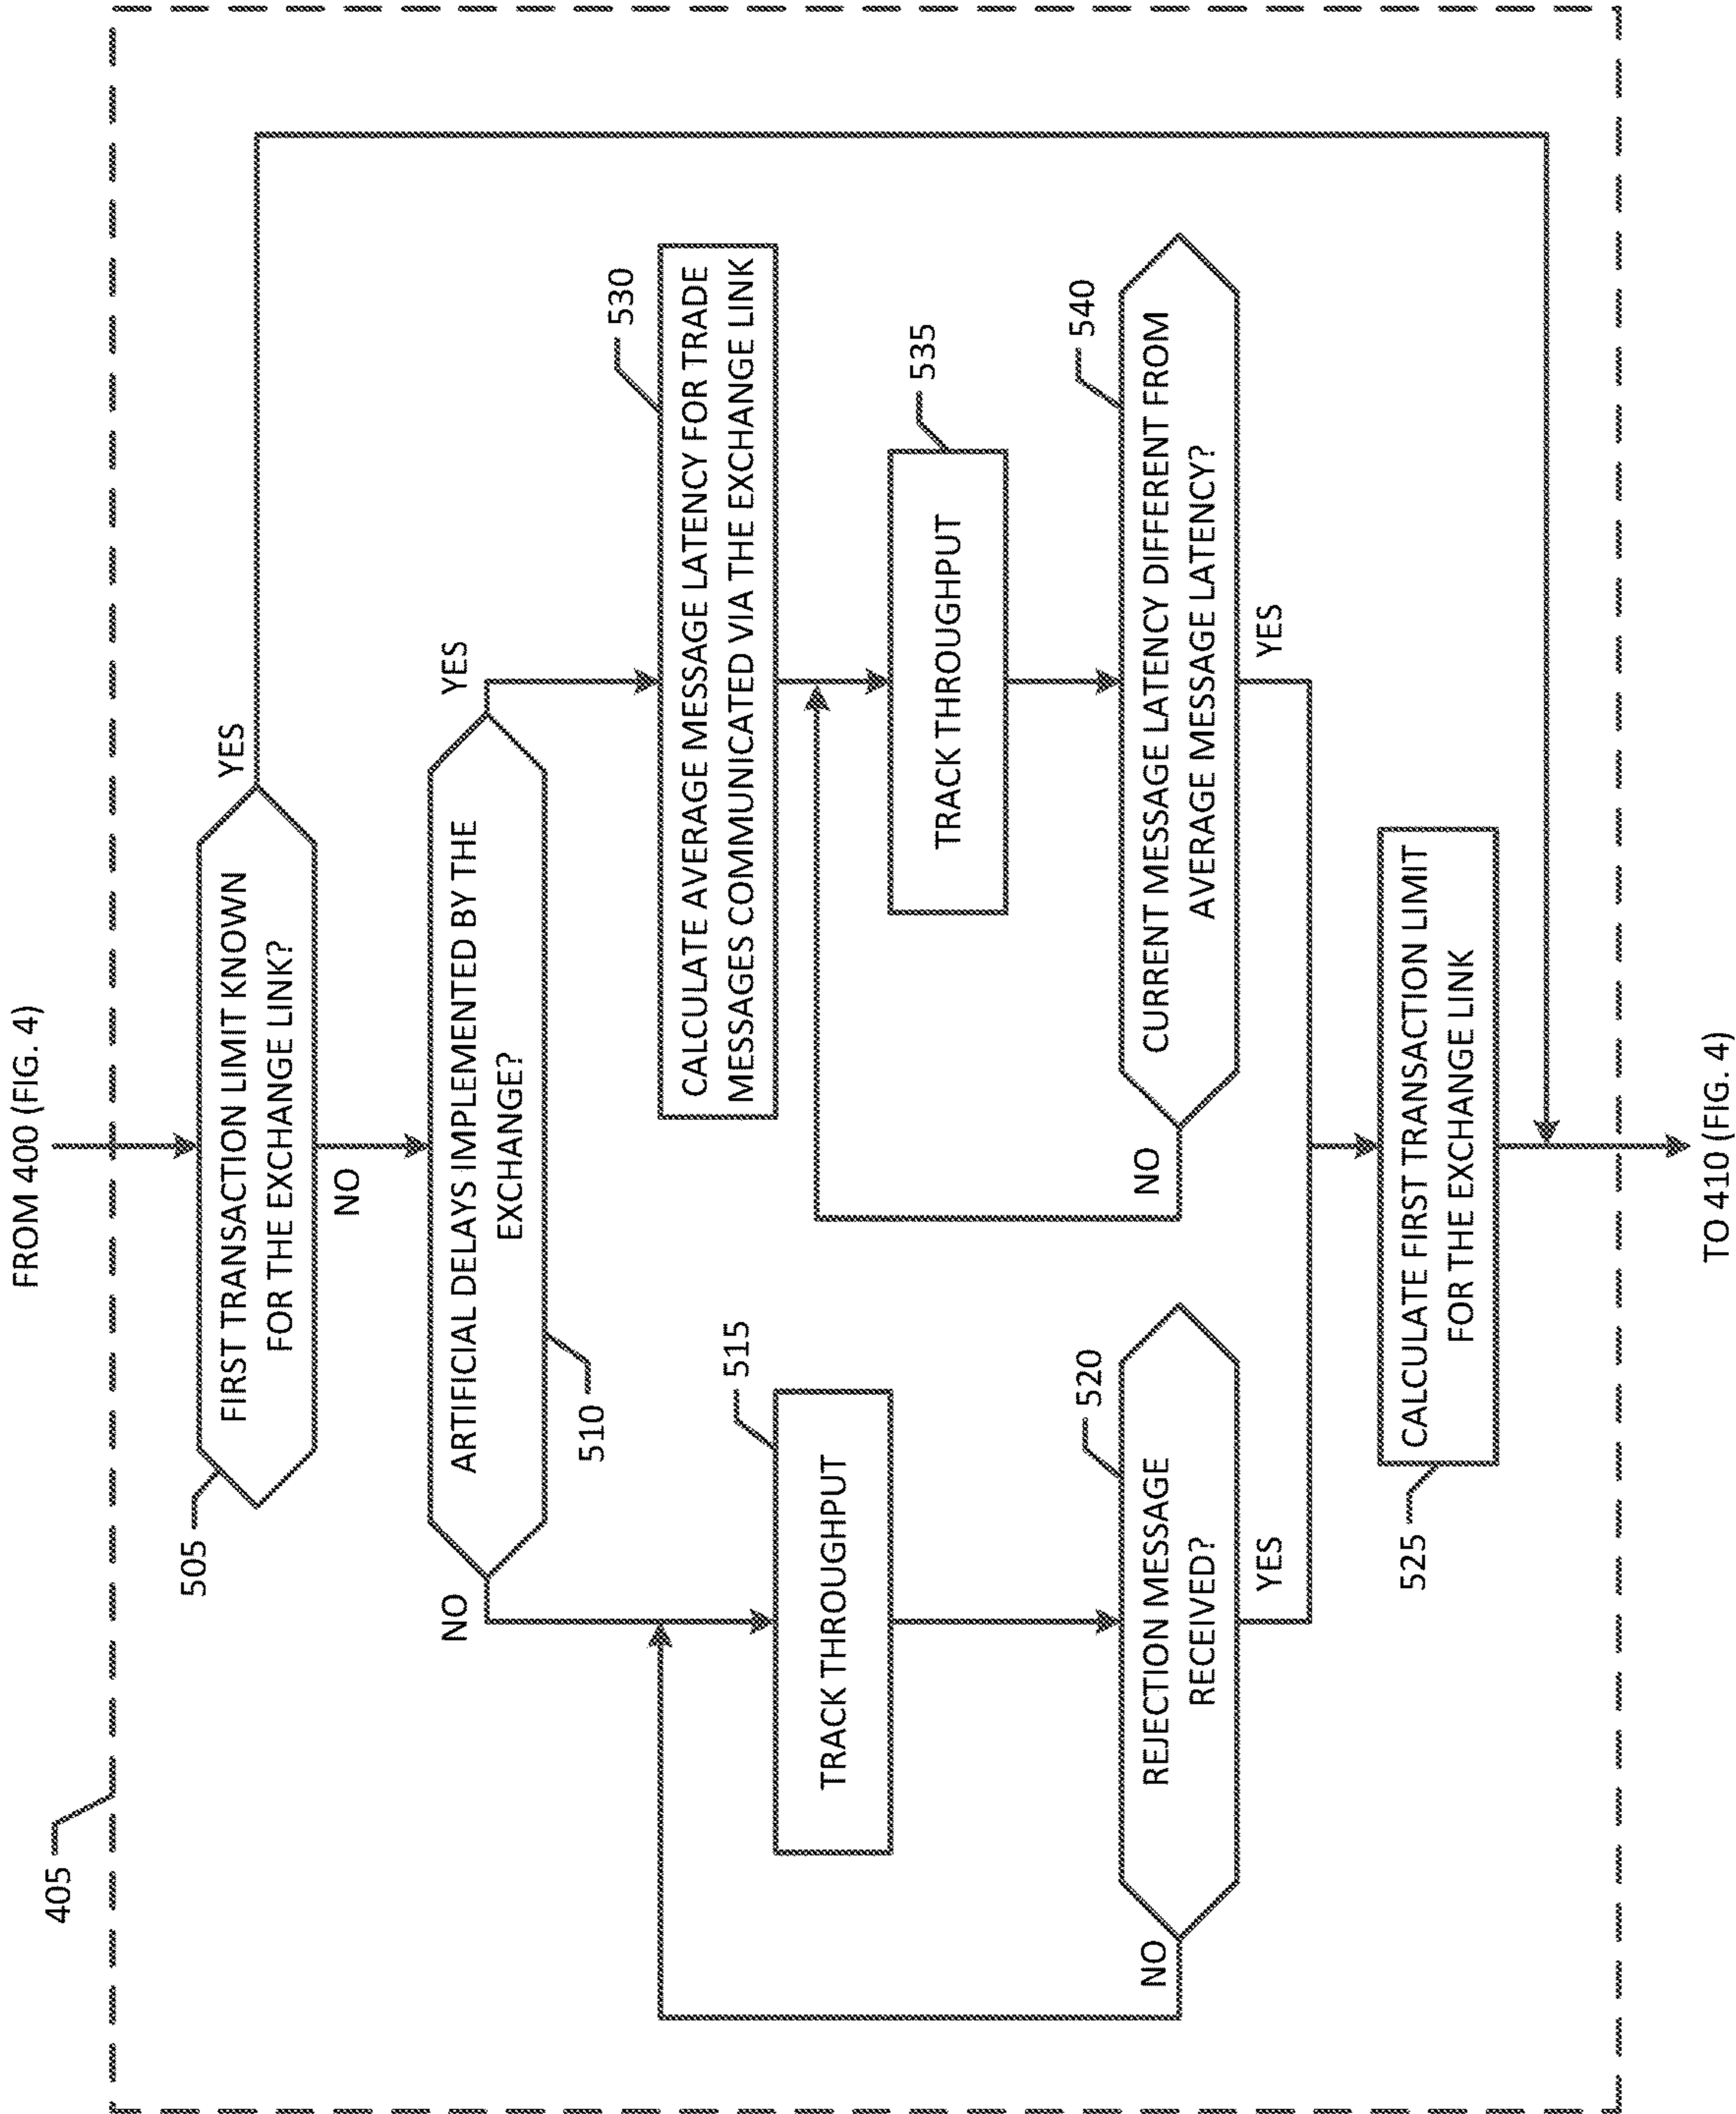 FROM 400 (FIG. 4)
405
505
FIRST TRANSACTION LIMIT KNOWN
FOR THE EXCHANGE LINK?
YES
NO
ARTIFICIAL DELAYS IMPLEMENTED BY THE
EXCHANGE?
510
NO
YES
515
TRACK THROUGHPUT
530
CALCULATE AVERAGE MESSAGE LATENCY FOR TRADE
MESSAGES COMMUNICATED VIA THE EXCHANGE LINK
535
TRACK THROUGHPUT
520
REJECTION MESSAGE
RECEIVED?
NO
YES
540
CURRENT MESSAGE LATENCY DIFFERENT FROM
AVERAGE MESSAGE LATENCY?
NO
YES
525
CALCULATE FIRST TRANSACTION LIMIT
FOR THE EXCHANGE LINK
TO 410 (FIG. 4)